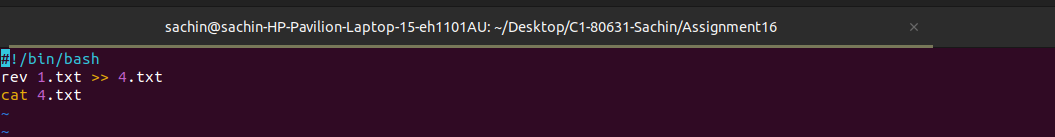 sachin@sachin-HP-Pavilion-Laptop-15-eh1101AU: ~/Desktop/C1-80631-Sachin/Assignment16 ×
#!/bin/bash
rev 1.txt >> 4.txt
cat 4.txt
~
~